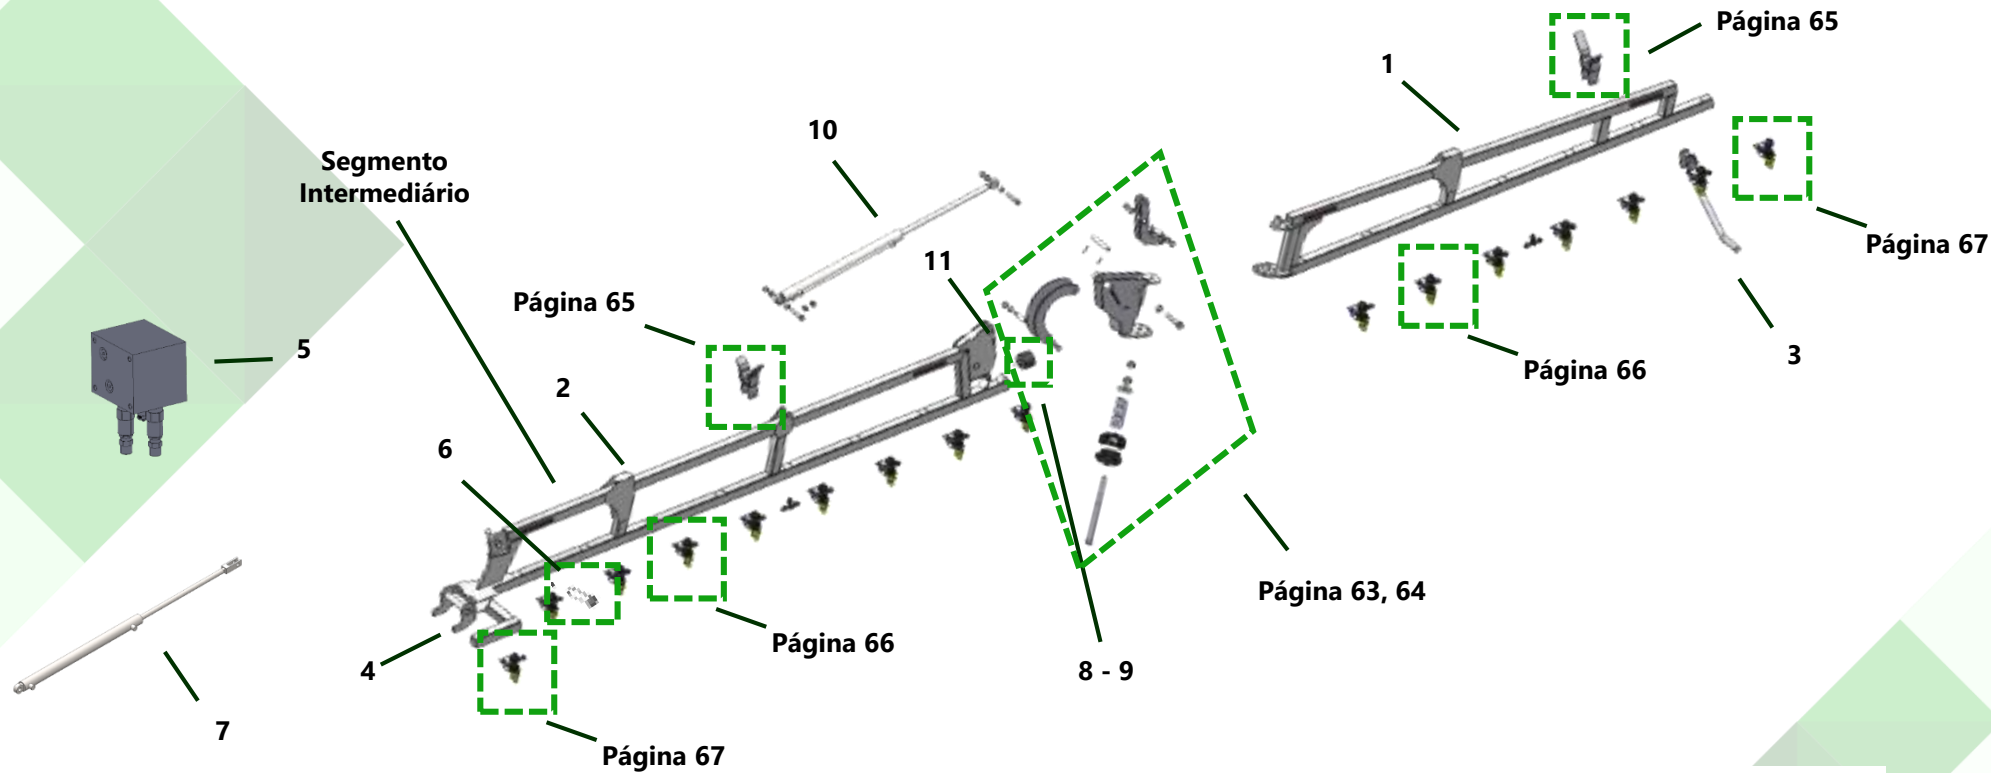 Página 65
1
10
Segmento
Intermediário
Página 67
11
Página 65
5
3
Página 66
2
6
Página 63, 64
Página 66
4
8 - 9
7
Página 67